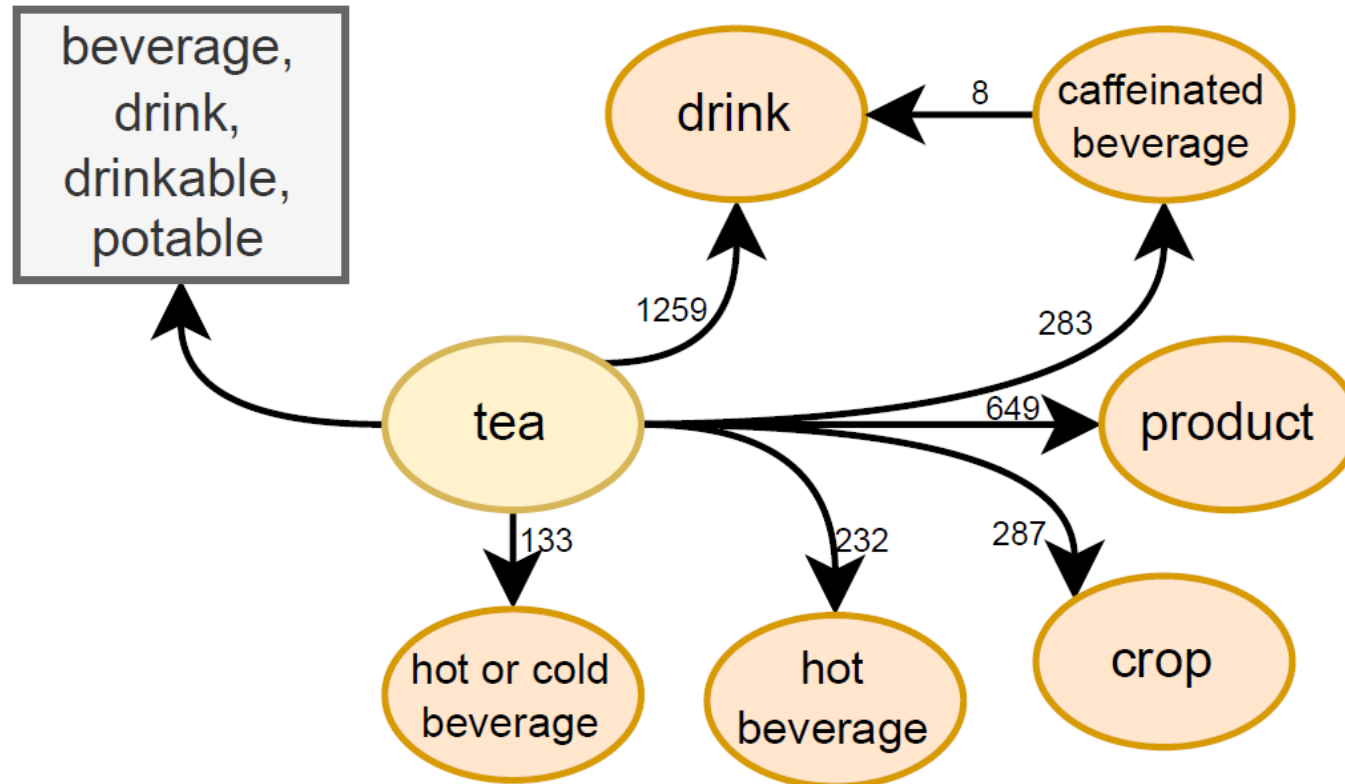 beverage,
drink,
drinkable,
potable
drink
8
caffeinated
beverage
1259
283
tea
649
product
133
232
287
hot or cold
beverage
hot
beverage
crop